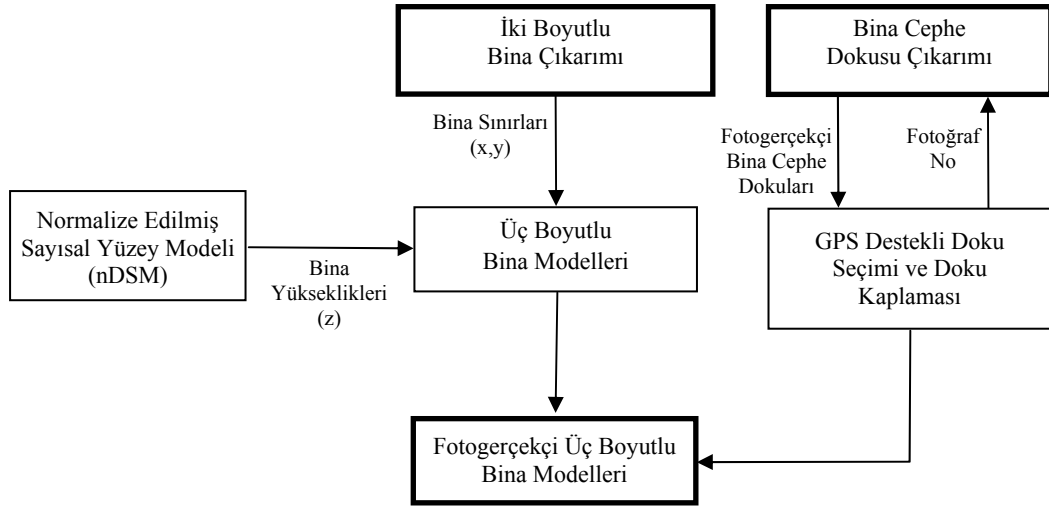 İki Boyutlu
Bina Çıkarımı
Bina Cephe
Dokusu Çıkarımı
Bina Sınırları
(x,y)
Fotogerçekçi
Bina Cephe
Dokuları
Fotoğraf
No
Normalize Edilmiş
Sayısal Yüzey Modeli
(nDSM)
Bina
Yükseklikleri
(z)
Üç Boyutlu
Bina Modelleri
GPS Destekli Doku
Seçimi ve Doku
Kaplaması
Fotogerçekçi Üç Boyutlu
Bina Modelleri